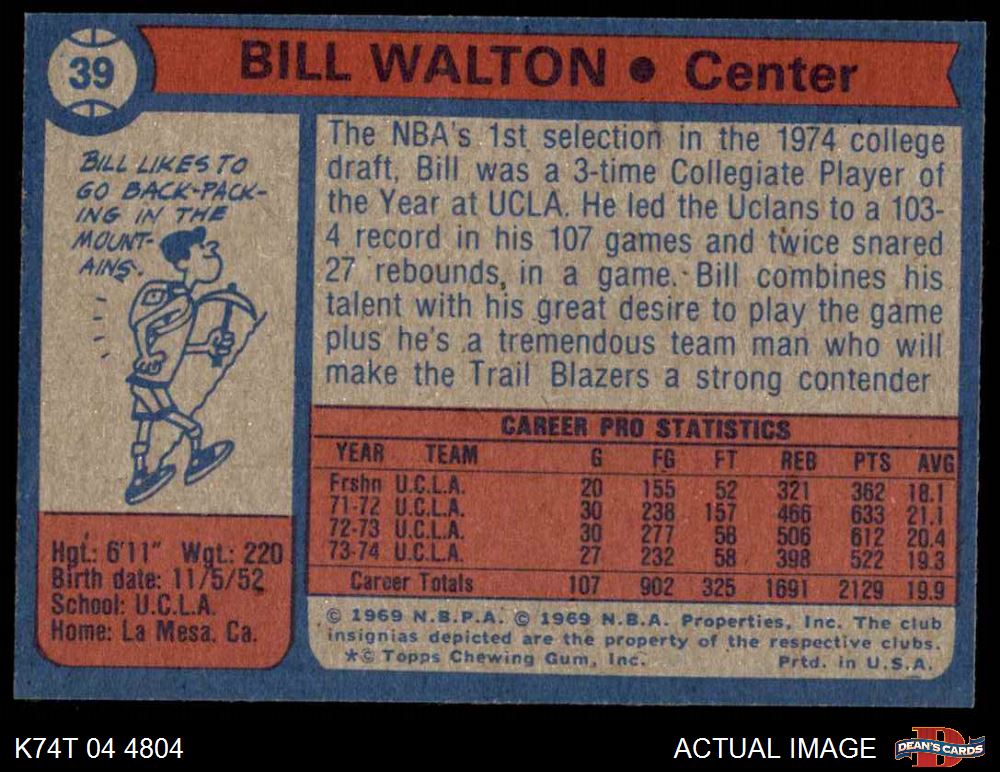 39
BILL WALTON • Center
BILL LIKES TO
GO BACK-PACK-
ING IN THE
MOUNT-
AINS.
The NBA's 1st selection in the 1974 college
draft, Bill was a 3-time Collegiate Player of
the Year at UCLA. He led the Uclans to a 103-
4 record in his 107 games and twice snared
27 rebounds, in a game. Bill combines his
talent with his great desire to play the game
plus he's a tremendous team man who will
make the Trail Blazers a strong contender
Hgt.: 6'11" Wgt.: 220
Birth date: 11/5/52
School: U.C.L.A.
Home: La Mesa, Ca.
CAREER PRO STATISTICS
YEAR TEAM G FG FT REB PTS AVG
Frshn U.C.L.A. 20 155 52 321 362 18.1
71-72 U.C.L.A. 30 238 157 466 633 21.1
72-73 U.C.L.A. 30 277 58 506 612 20.4
73-74 U.C.L.A. 27 232 58 398 522 19.3
Career Totals 107 902 325 1691 2129 19.9
© 1969 N.B.P.A. © 1969 N.B.A. Properties, Inc. The club
insignias depicted are the property of the respective clubs.
*© Topps Chewing Gum, Inc. Prtd. in U.S.A.
K74T 04 4804
ACTUAL IMAGE
D
DEAN'S CARDS